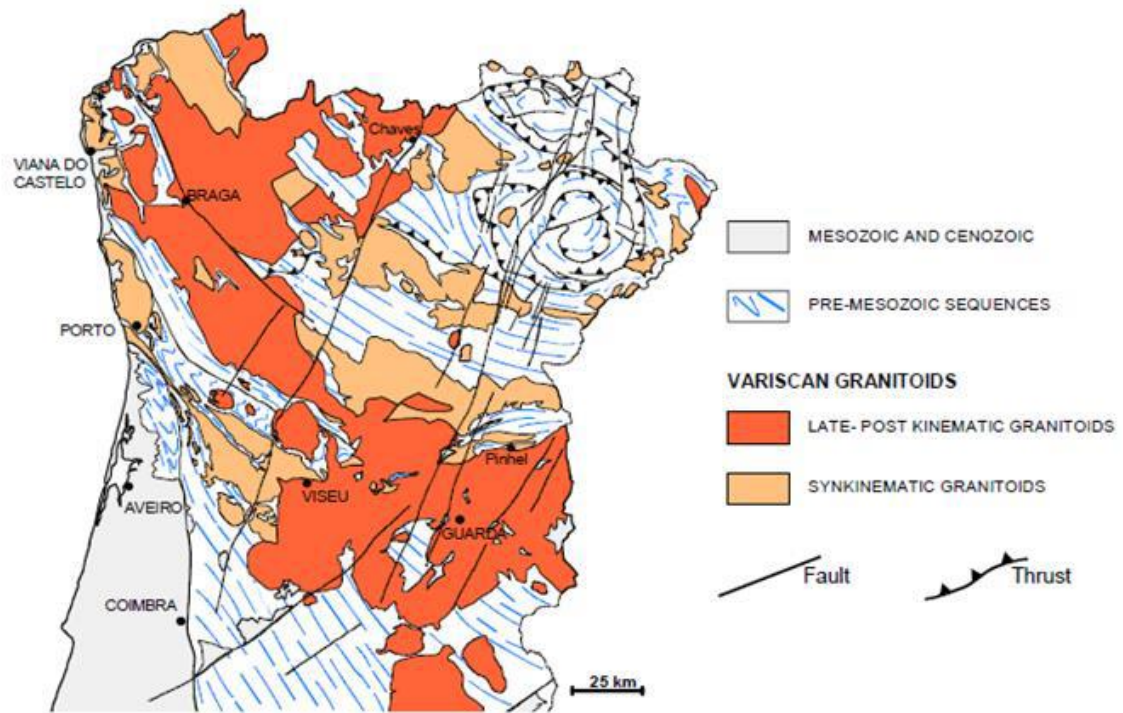 Chaves
VIANA DO
CASTELO
BRAGA
PORTO
Pinhel
VISEU
AVEIRO
GUARDA
COIMBRA
25 km
MESOZOIC AND CENOZOIC
PRE-MESOZOIC SEQUENCES
VARISCAN GRANITOIDS
LATE- POST KINEMATIC GRANITOIDS
SYNKINEMATIC GRANITOIDS
Fault
Thrust